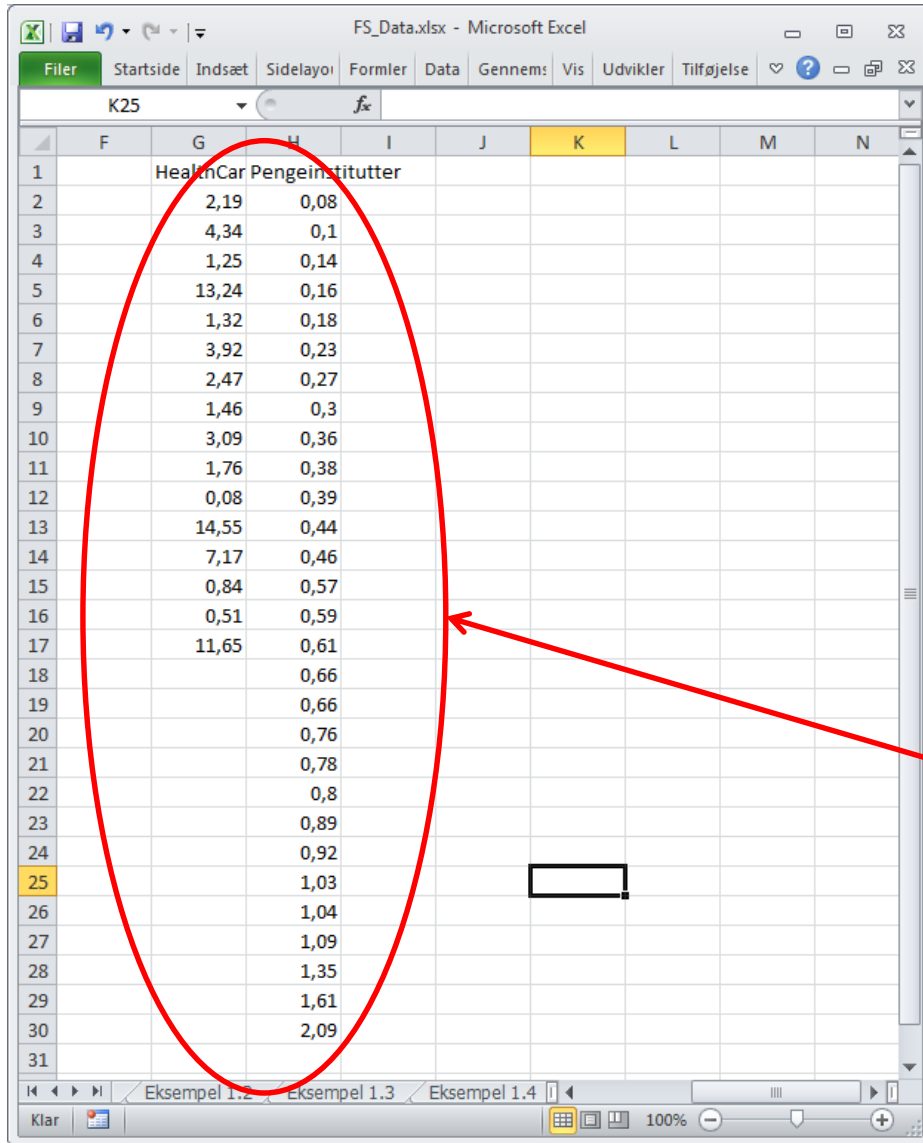 FS_Data.xlsx - Microsoft Excel
Filer Startside Indsæt Sidelayou Formler Data Gennems Vis Udvikler Tilføjelse
K25 fx
F G H I J K L M N
1 HealthCar Pengeinstitutter
2 2,19 0,08
3 4,34 0,1
4 1,25 0,14
5 13,24 0,16
6 1,32 0,18
7 3,92 0,23
8 2,47 0,27
9 1,46 0,3
10 3,09 0,36
11 1,76 0,38
12 0,08 0,39
13 14,55 0,44
14 7,17 0,46
15 0,84 0,57
16 0,51 0,59
17 11,65 0,61
18 0,66
19 0,66
20 0,76
21 0,78
22 0,8
23 0,89
24 0,92
25 1,03
26 1,04
27 1,09
28 1,35
29 1,61
30 2,09
31
Eksempel 1.2 Eksempel 1.3 Eksempel 1.4
Klar 100%